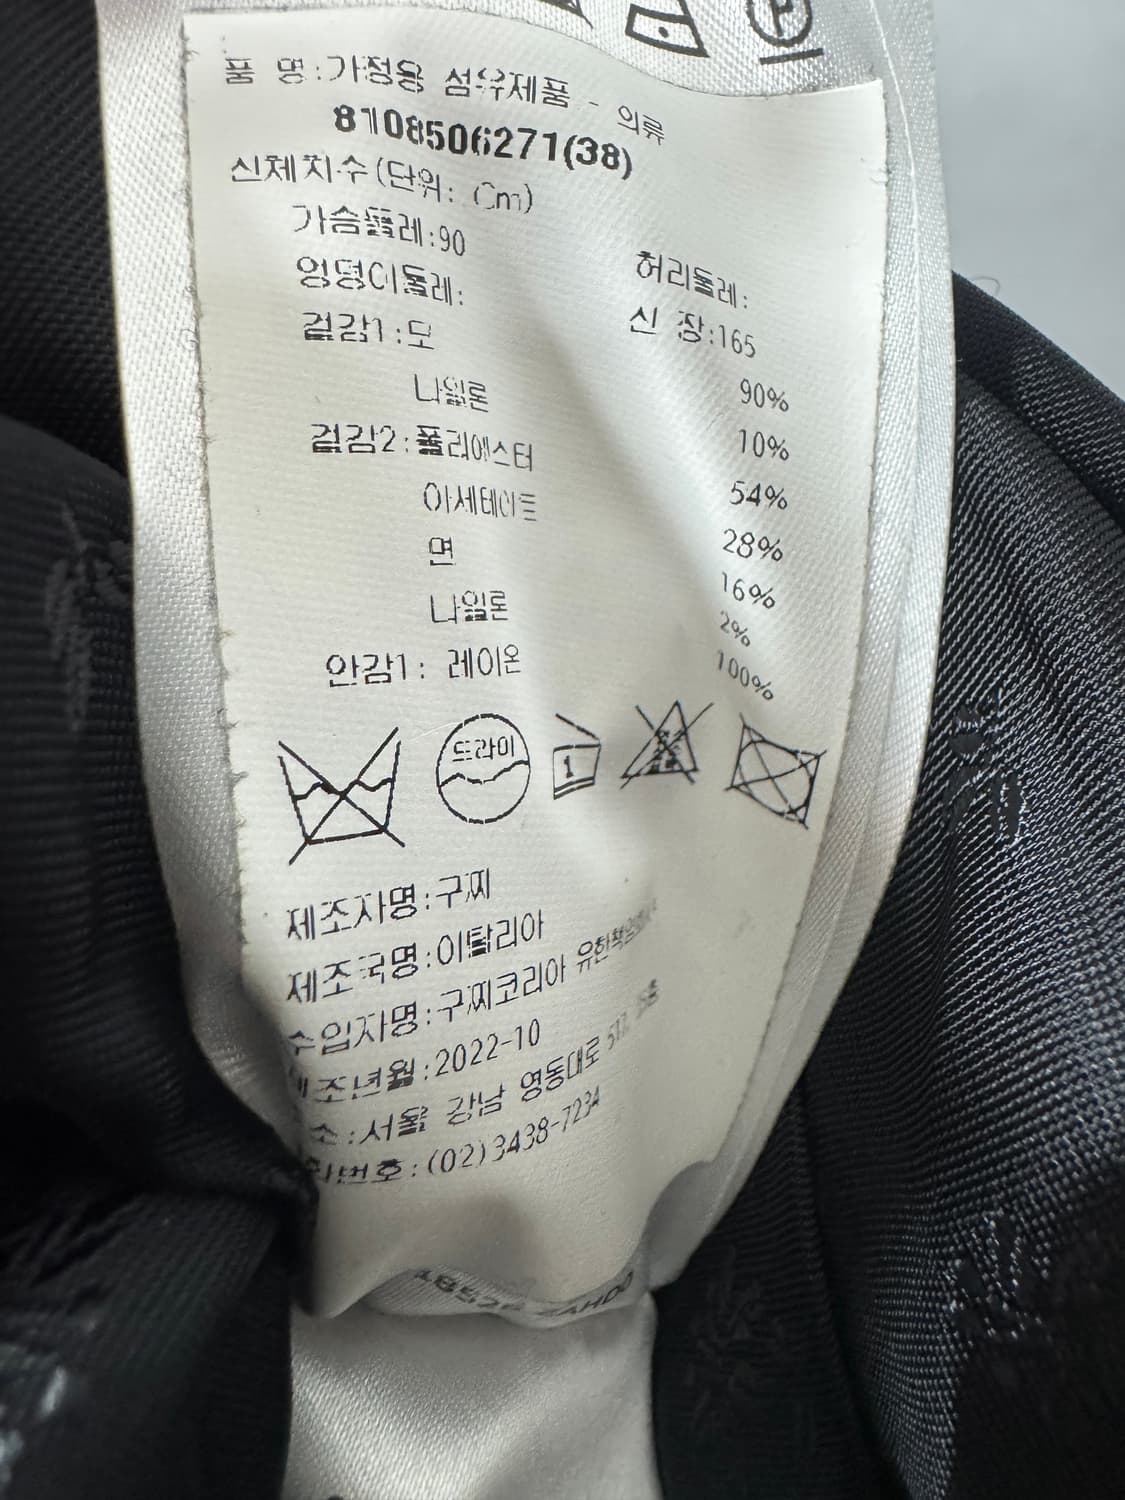 P
품 명:가정용 섬유제품 - 의류
8108506271(38)
신체치수(단위: Cm)
가슴둘레:90
엉덩이둘레: 허리둘레:
겉감1:모 신 장:165
나일론 90%
겉감2:폴리에스터 10%
아세테이트 54%
면 28%
나일론 16%
2%
안감1: 레이온 100%
드라이
1
제조자명:구찌
제조국명:이탈리아
수입자명:구찌코리아 유한책임회사
제조년월:2022-10
소:서울 강남 영동대로 517,
전화번호:(02)3438-7234